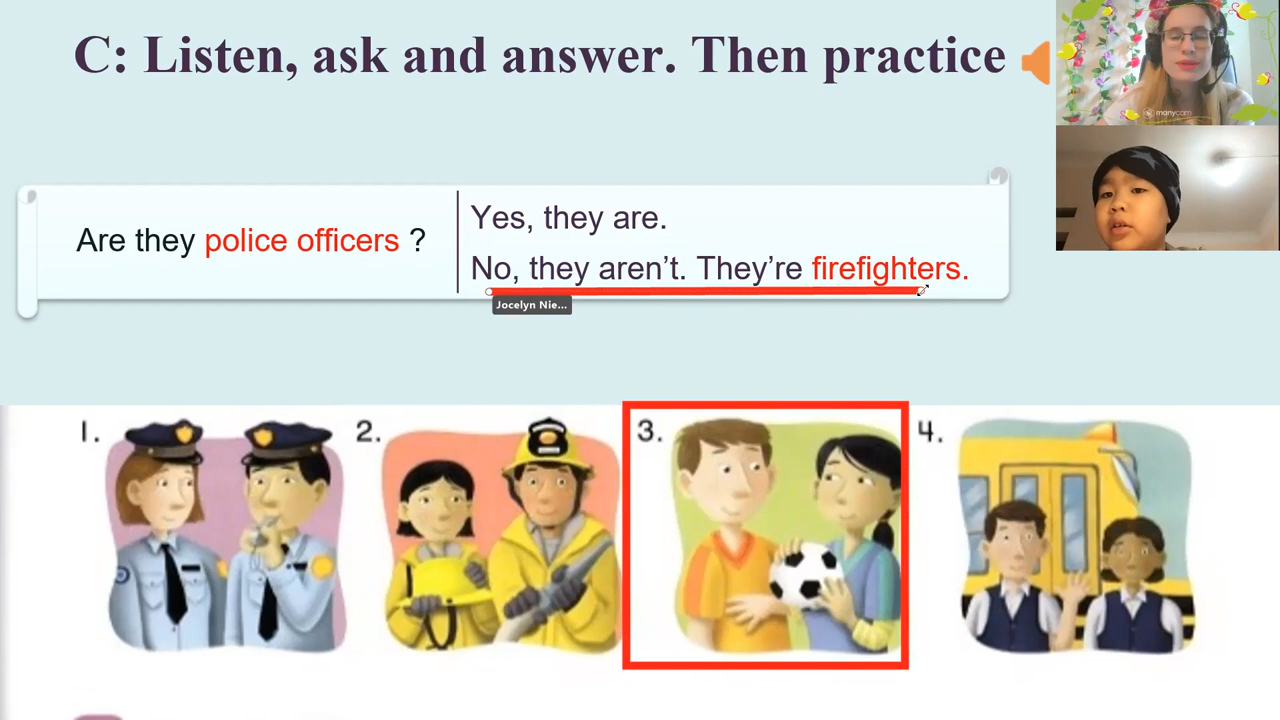 C: Listen, ask and answer. Then practice
manycam
Are they police officers ?
Yes, they are.
No, they aren't. They're firefighters.
Jocelyn Nie...
1.
2.
3.
4.